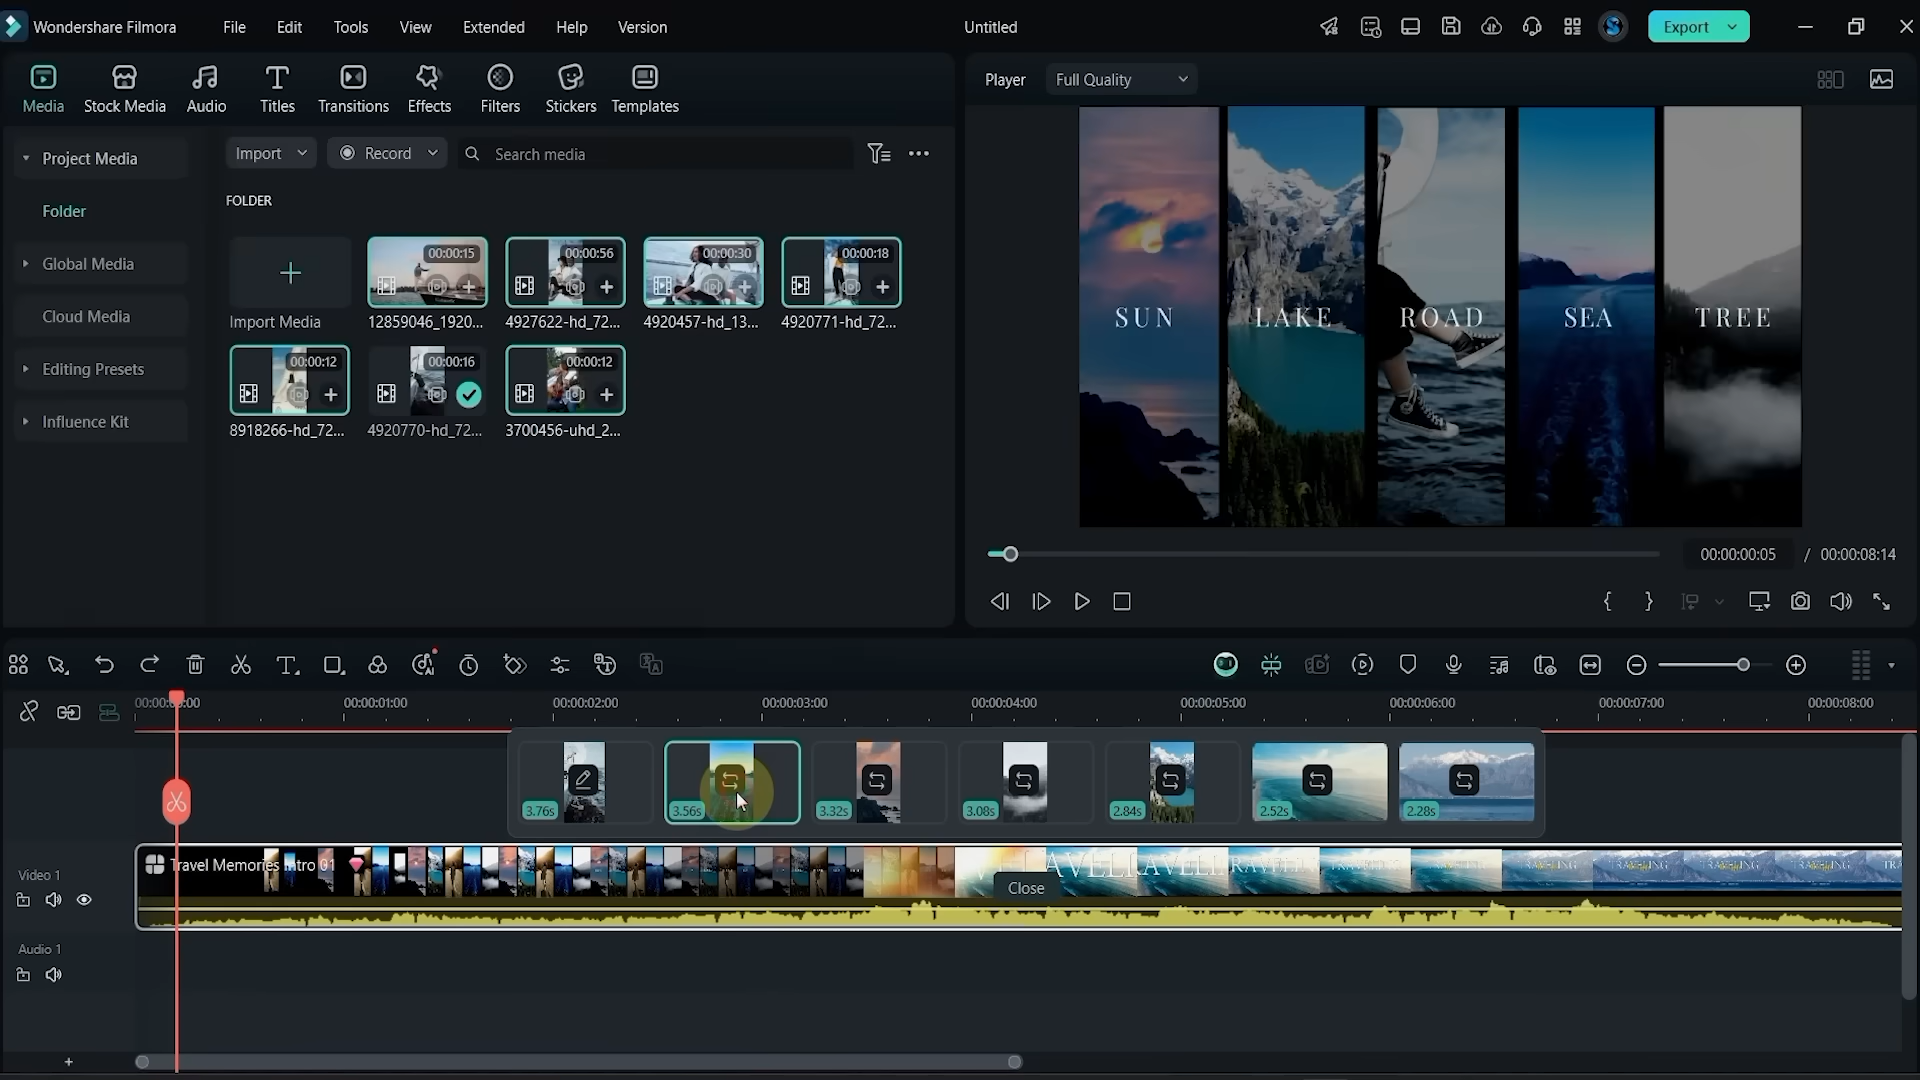 Wondershare Filmora File Edit Tools View Extended Help Version Untitled Export
Media Stock Media Audio Titles Transitions Effects Filters Stickers Templates
Player Full Quality
Project Media
Folder
Global Media
Cloud Media
Editing Presets
Influence Kit
Import Record Search media
FOLDER
00:00:15 00:00:56 00:00:30 00:00:18
Import Media 12859046_1920... 4927622-hd_72... 4920457-hd_13... 4920771-hd_72...
00:00:12 00:00:16 00:00:12
8918266-hd_72... 4920770-hd_72... 3700456-uhd_2...
SUN LAKE ROAD SEA TREE
00:00:00:05 / 00:00:08:14
00:00:01:00 00:00:02:00 00:00:03:00 00:00:04:00 00:00:05:00 00:00:06:00 00:00:07:00 00:00:08:00
3.76s 3.56s 3.32s 3.08s 2.84s 2.52s 2.28s
Travel Memories Intro 01
Close
Video 1
Audio 1